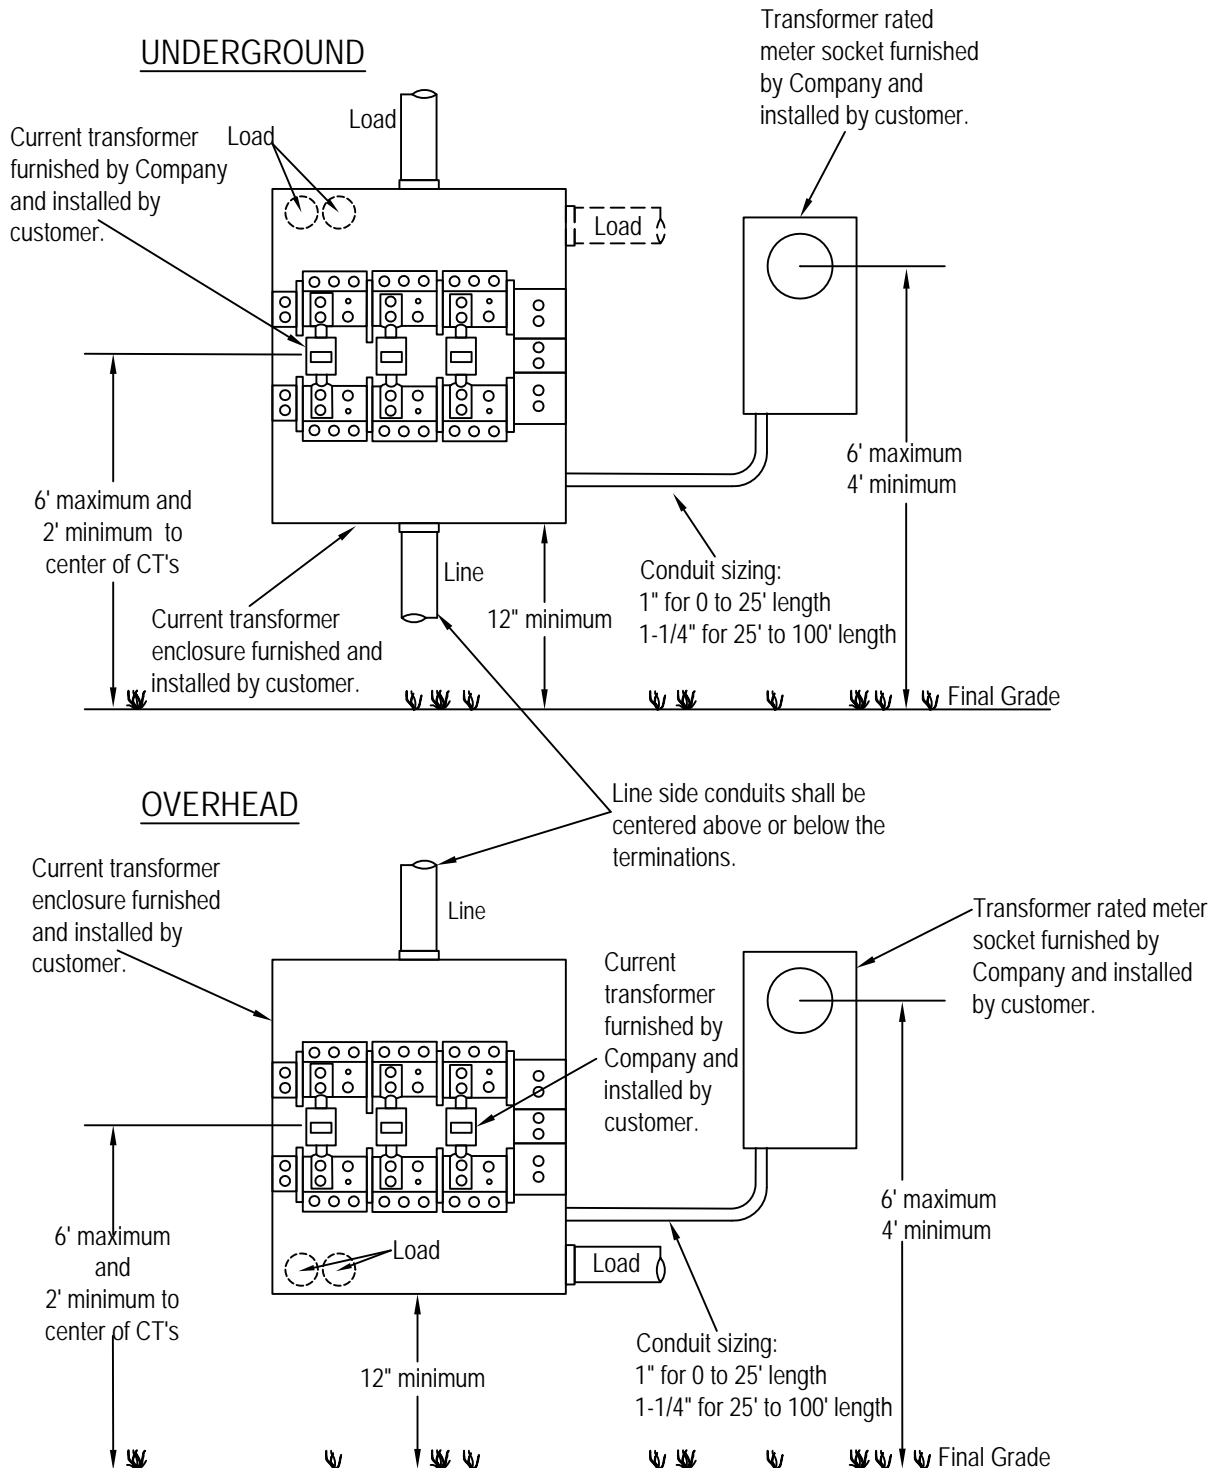 UNDERGROUND
Transformer rated
meter socket furnished
by Company and
installed by customer.
Current transformer
furnished by Company
and installed by
customer.
Load
Load
Load
6' maximum and
2' minimum to
center of CT's
6' maximum
4' minimum
Line
12" minimum
Conduit sizing:
1" for 0 to 25' length
1-1/4" for 25' to 100' length
Current transformer
enclosure furnished and
installed by customer.
Final Grade
Line side conduits shall be
centered above or below the
terminations.
OVERHEAD
Current transformer
enclosure furnished
and installed by
customer.
Line
Current
transformer
furnished by
Company and
installed by
customer.
Transformer rated meter
socket furnished by
Company and installed
by customer.
6' maximum
and
2' minimum to
center of CT's
Load
Load
6' maximum
4' minimum
12" minimum
Conduit sizing:
1" for 0 to 25' length
1-1/4" for 25' to 100' length
Final Grade